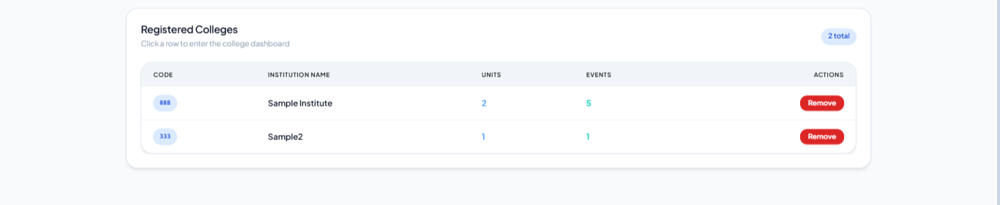 Registered Colleges
Click a row to enter the college dashboard
2 total
CODE INSTITUTION NAME UNITS EVENTS ACTIONS
888 Sample Institute 2 5 Remove
333 Sample2 1 1 Remove